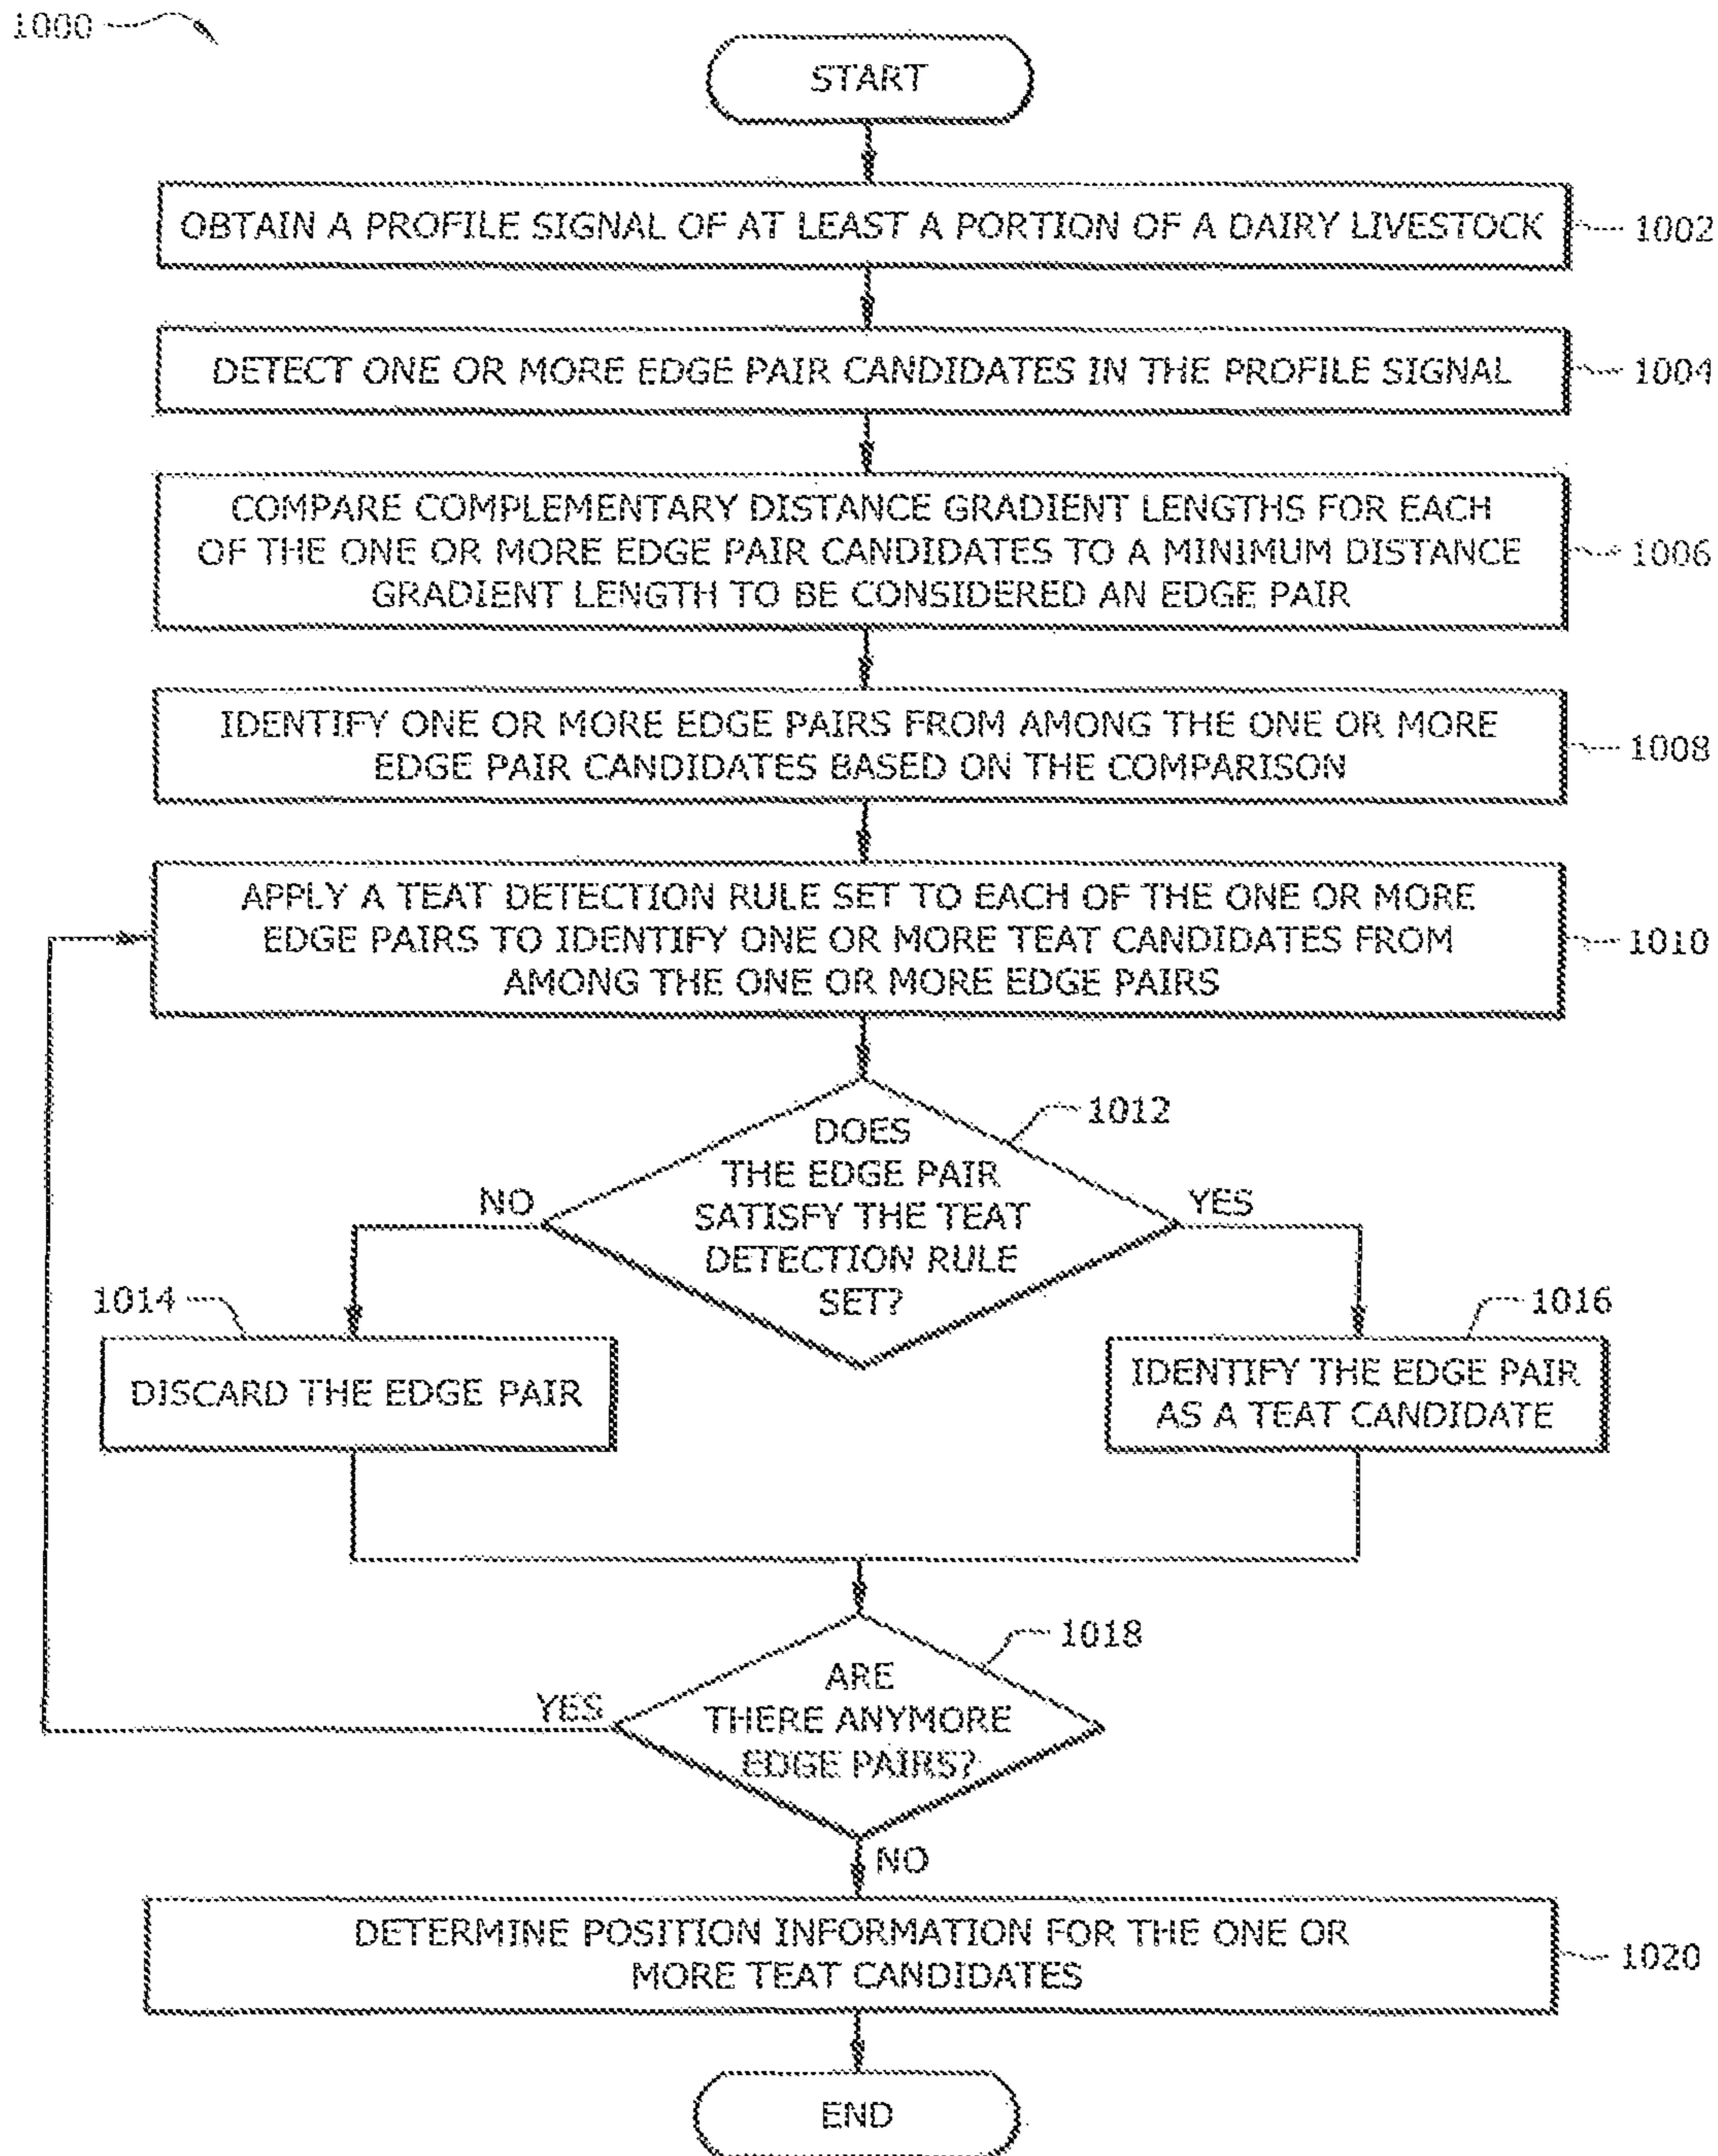 1000
START
OBTAIN A PROFILE SIGNAL OF AT LEAST A PORTION OF A DAIRY LIVESTOCK
1002
DETECT ONE OR MORE EDGE PAIR CANDIDATES IN THE PROFILE SIGNAL
1004
COMPARE COMPLEMENTARY DISTANCE GRADIENT LENGTHS FOR EACH
OF THE ONE OR MORE EDGE PAIR CANDIDATES TO A MINIMUM DISTANCE
GRADIENT LENGTH TO BE CONSIDERED AN EDGE PAIR
1006
IDENTIFY ONE OR MORE EDGE PAIRS FROM AMONG THE ONE OR MORE
EDGE PAIR CANDIDATES BASED ON THE COMPARISON
1008
APPLY A TEAT DETECTION RULE SET TO EACH OF THE ONE OR MORE
EDGE PAIRS TO IDENTIFY ONE OR MORE TEAT CANDIDATES FROM
AMONG THE ONE OR MORE EDGE PAIRS
1010
DOES
THE EDGE PAIR
SATISFY THE TEAT
DETECTION RULE
SET?
1012
NO
YES
1014
DISCARD THE EDGE PAIR
1016
IDENTIFY THE EDGE PAIR
AS A TEAT CANDIDATE
ARE
THERE ANYMORE
EDGE PAIRS?
1018
YES
NO
DETERMINE POSITION INFORMATION FOR THE ONE OR
MORE TEAT CANDIDATES
1020
END